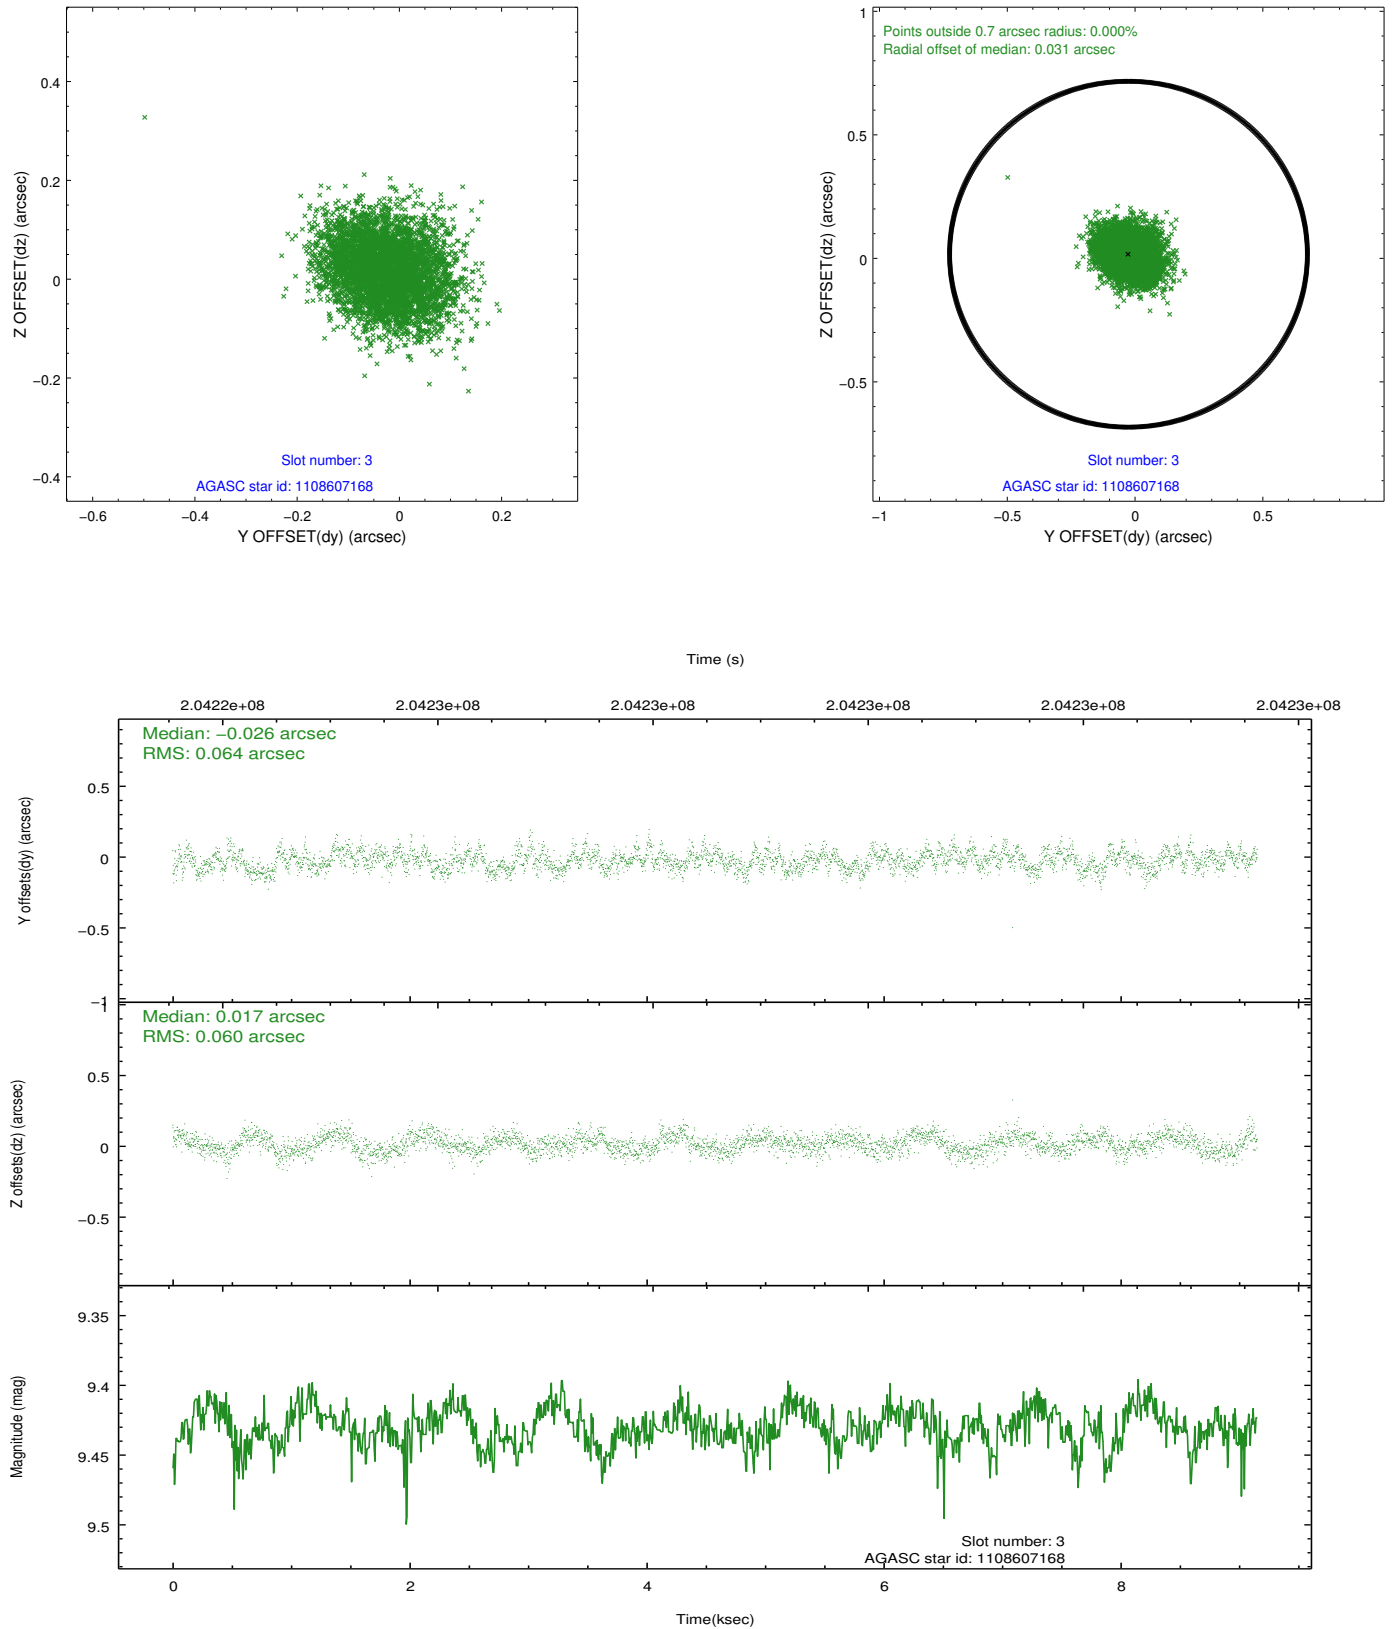 0.4
0.2
0
−0.2
−0.4
Z OFFSET(dz) (arcsec)
Slot number: 3
AGASC star id: 1108607168
−0.6
−0.4
−0.2
0
0.2
Y OFFSET(dy) (arcsec)
1
0.5
0
−0.5
Z OFFSET(dz) (arcsec)
Points outside 0.7 arcsec radius: 0.000%
Radial offset of median: 0.031 arcsec
Slot number: 3
AGASC star id: 1108607168
−1
−0.5
0
0.5
Y OFFSET(dy) (arcsec)
Time (s)
2.0422e+08
2.0423e+08
2.0423e+08
2.0423e+08
2.0423e+08
2.0423e+08
Median: −0.026 arcsec
RMS: 0.064 arcsec
0.5
0
−0.5
−1
Y offsets(dy) (arcsec)
Median: 0.017 arcsec
RMS: 0.060 arcsec
1
0.5
0
−0.5
Z offsets(dz) (arcsec)
9.35
9.4
9.45
9.5
Magnitude (mag)
Slot number: 3
AGASC star id: 1108607168
0
2
4
6
8
Time(ksec)